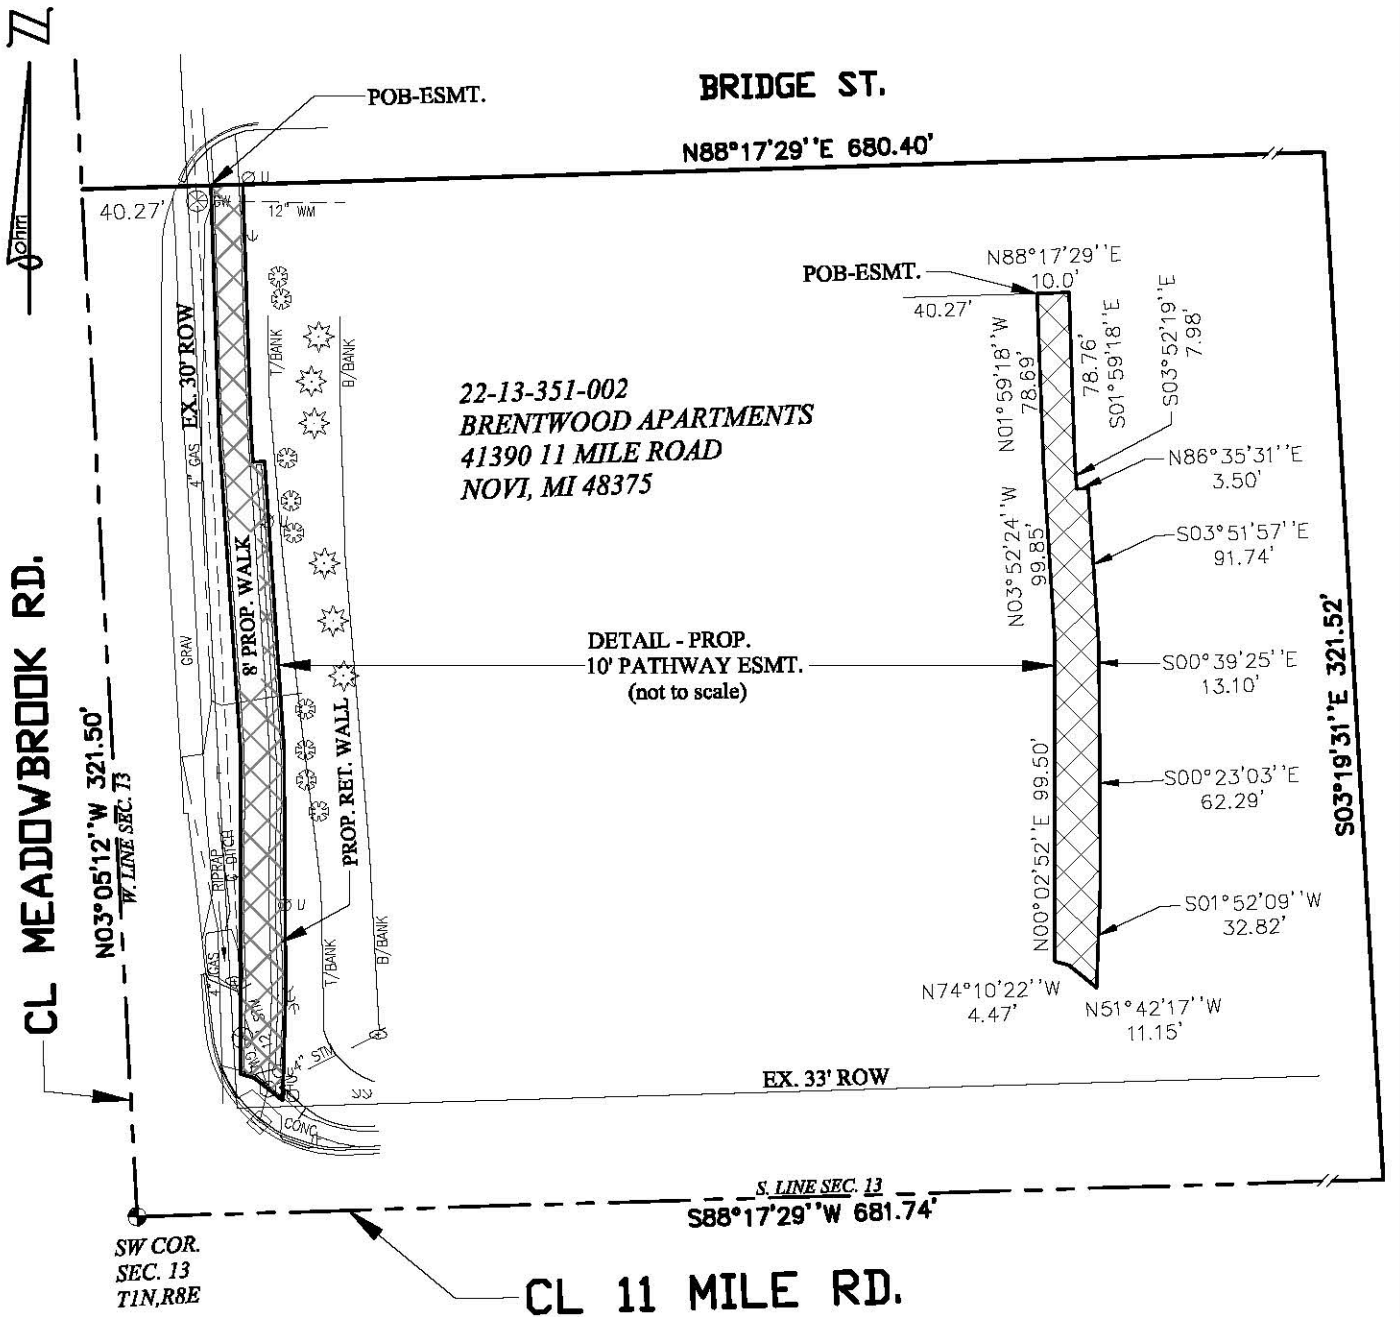 BRIDGE ST.
POB-ESMT.
N88°17'29''E 680.40'
40.27'
GW
U
12" WM
EX. 30' ROW
4" GAS
T/BANK
B/BANK
22-13-351-002
BRENTWOOD APARTMENTS
41390 11 MILE ROAD
NOVI, MI 48375
POB-ESMT.
N88°17'29''E
10.0'
40.27'
N01°59'18''W
78.69'
78.76'
S01°59'18''E
S03°52'19''E
7.98'
N86°35'31''E
3.50'
N03°52'24''W
99.85'
S03°51'57''E
91.74'
8' PROP. WALK
GRAV
DETAIL - PROP.
10' PATHWAY ESMT.
(not to scale)
S00°39'25''E
13.10'
S00°23'03''E
62.29'
N00°02'52''E 99.50'
S01°52'09''W
32.82'
N74°10'22''W
4.47'
N51°42'17''W
11.15'
S03°19'31''E 321.52'
CL MEADOWBROOK RD.
N03°05'12''W 321.50'
W. LINE SEC. 13
PROP. RET. WALL
RIPRAP
DITCH
U
4" GAS
T/BANK
B/BANK
STM
CONC
EX. 33' ROW
S. LINE SEC. 13
S88°17'29''W 681.74'
SW COR.
SEC. 13
T1N,R8E
CL 11 MILE RD.